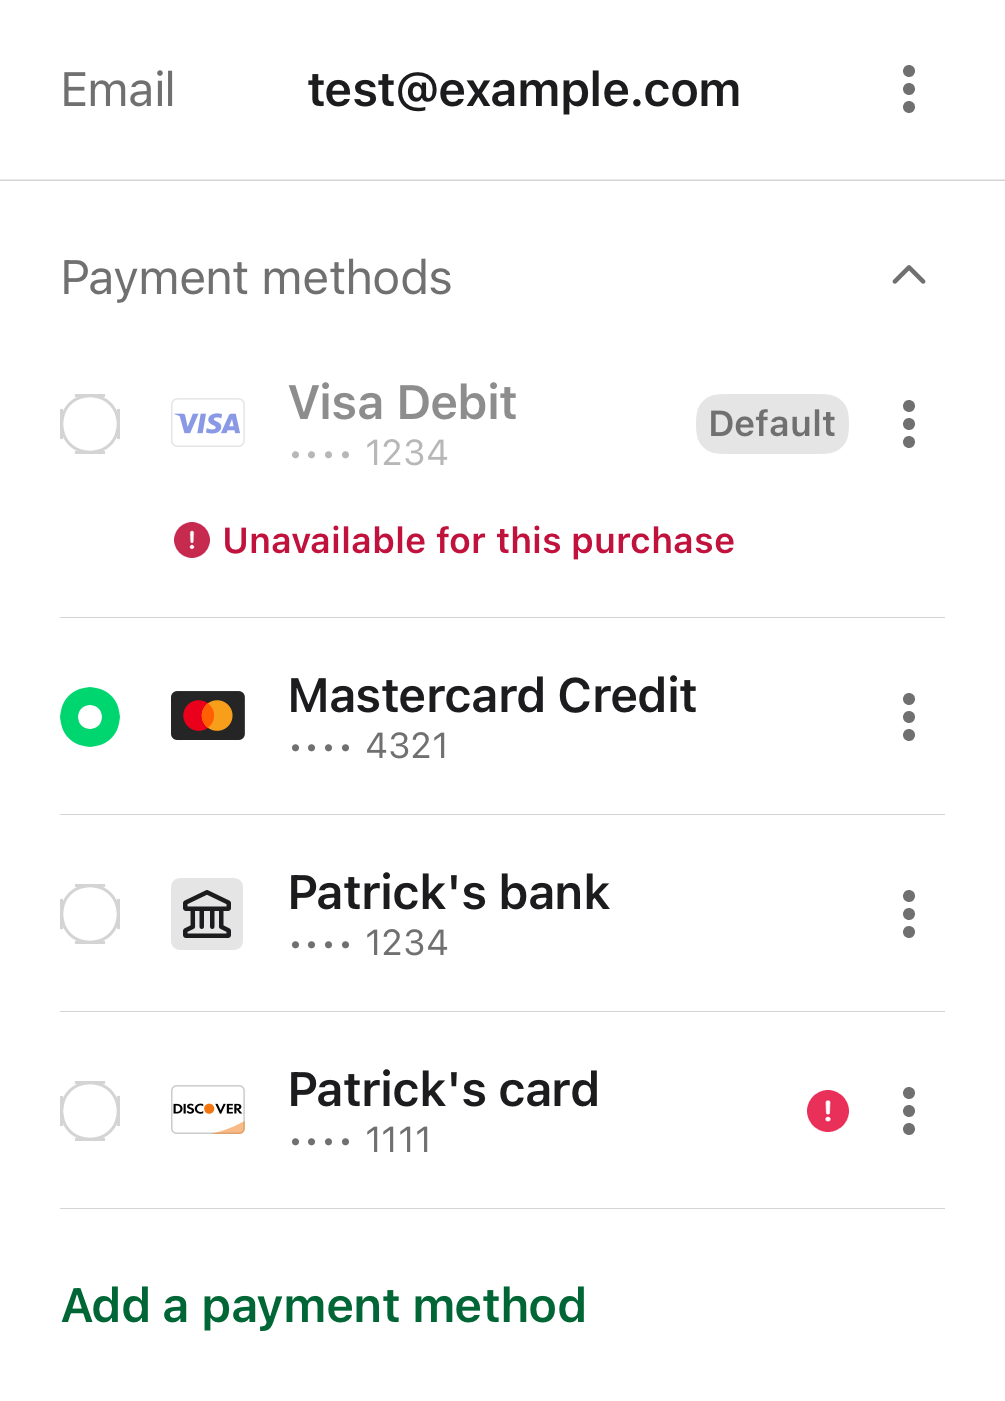 Email test@example.com
Payment methods
VISA Visa Debit Default
•••• 1234
! Unavailable for this purchase
Mastercard Credit
•••• 4321
Patrick's bank
•••• 1234
DISCOVER Patrick's card !
•••• 1111
Add a payment method